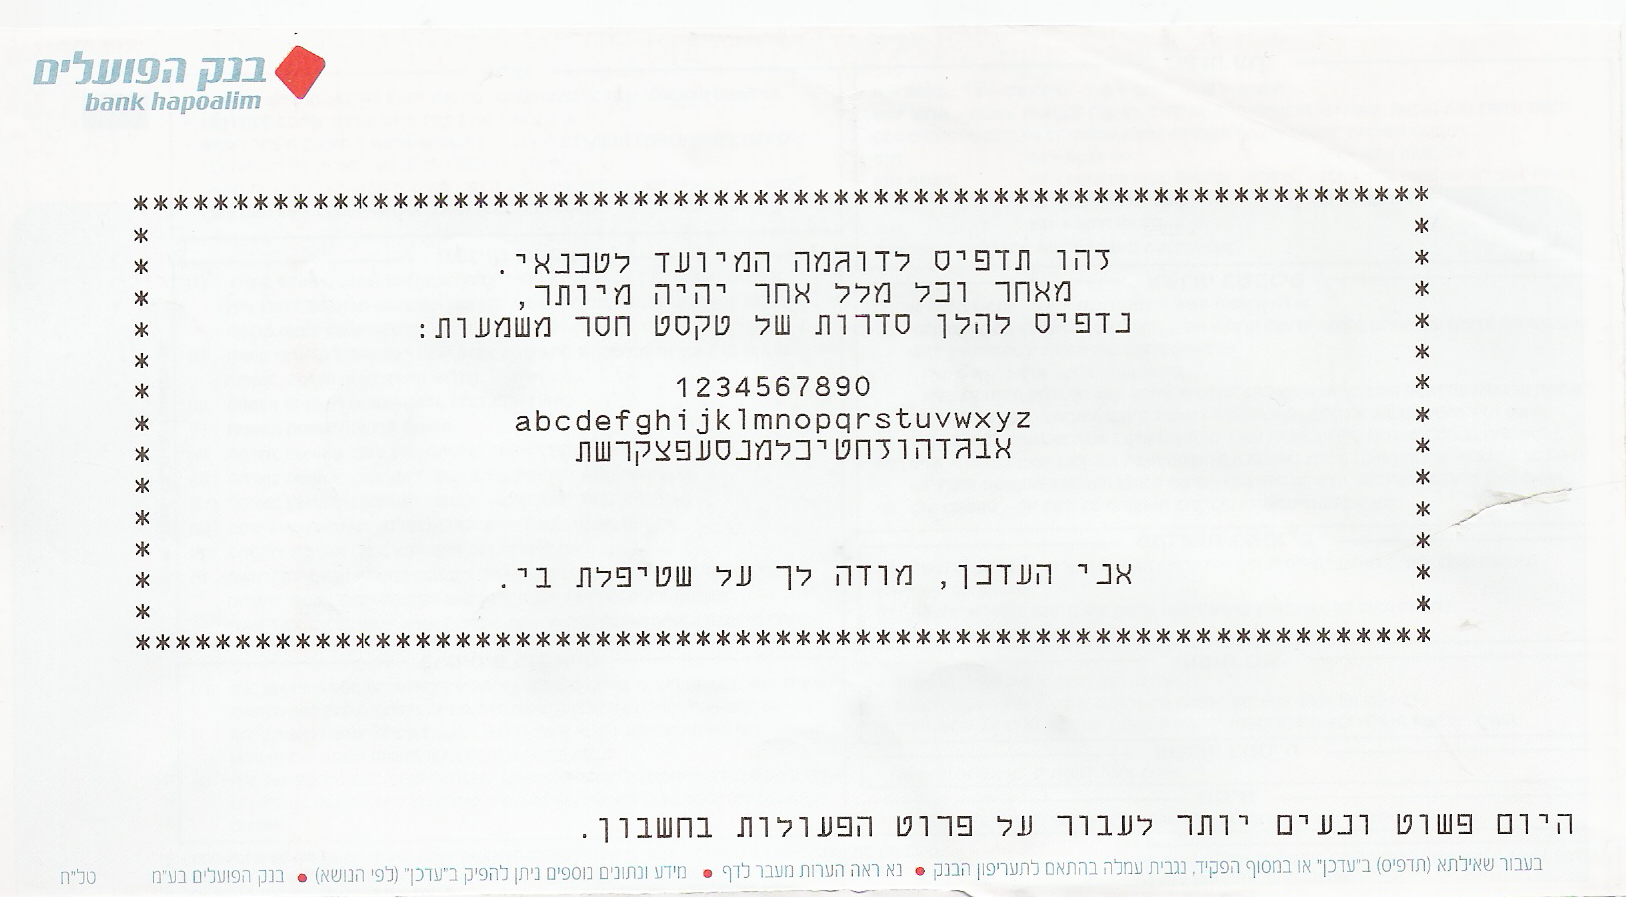 בנק הפועלים
bank hapoalim
*****************************************************************
זהו תדפיס לדוגמה המיועד לטכנאי.
מאחר וכל מלל אחר יהיה מיותר,
נדפיס להלן סדרות של טקסט חסר משמעות:
1234567890
abcdefghijklmnopqrstuvwxyz
אבגדהוזחטיכלמנסעפצקרשת
אני העדכן, מודה לך על שטיפלת בי.
*****************************************************************
היום פשוט ונעים יותר לעבור על פרוט הפעולות בחשבון.
בעבור שאילתא (תדפיס) ב"עדכן" או במסוף הפקיד, נגבית עמלה בהתאם לתעריפון הבנק ● נא ראה הערות מעבר לדף ● מידע ונתונים נוספים ניתן להפיק ב"עדכן" (לפי הנושא) ● בנק הפועלים בע"מ טל"ח